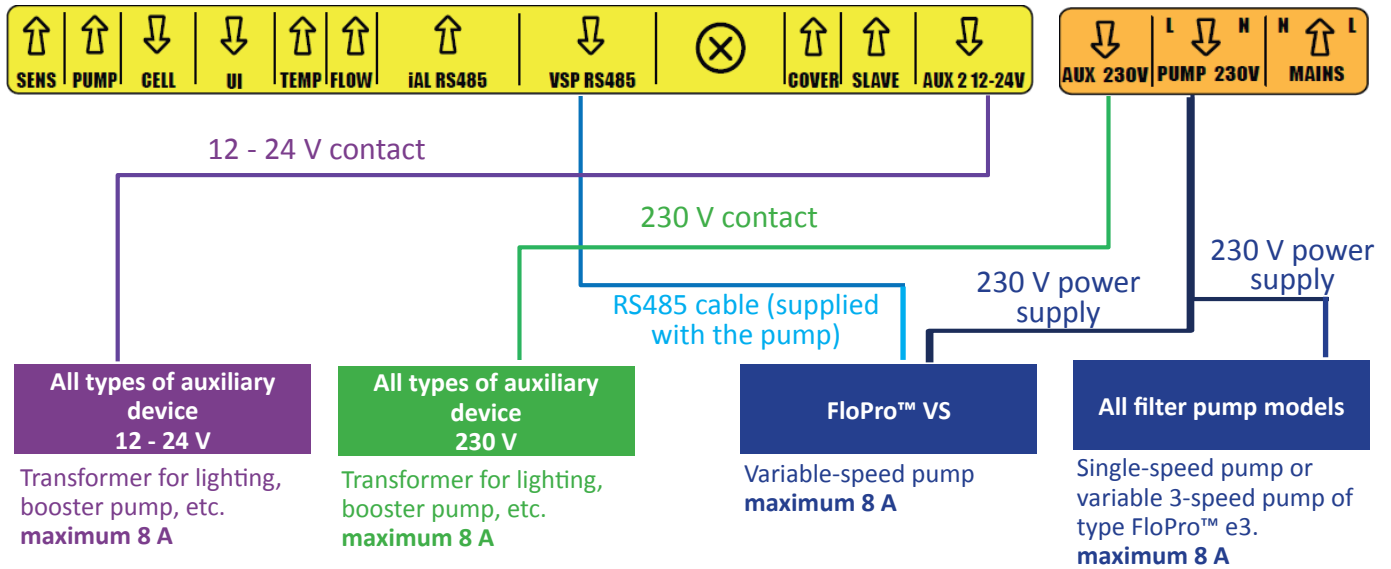 SENS PUMP CELL UI TEMP FLOW iAL RS485 VSP RS485 COVER SLAVE AUX 2 12-24V
L N N L
AUX 230V PUMP 230V MAINS
12 - 24 V contact
230 V contact
RS485 cable (supplied
with the pump)
230 V power
supply
230 V power
supply
All types of auxiliary
device
12 - 24 V
Transformer for lighting,
booster pump, etc.
maximum 8 A
All types of auxiliary
device
230 V
Transformer for lighting,
booster pump, etc.
maximum 8 A
FloPro™ VS
Variable-speed pump
maximum 8 A
All filter pump models
Single-speed pump or
variable 3-speed pump of
type FloPro™ e3.
maximum 8 A